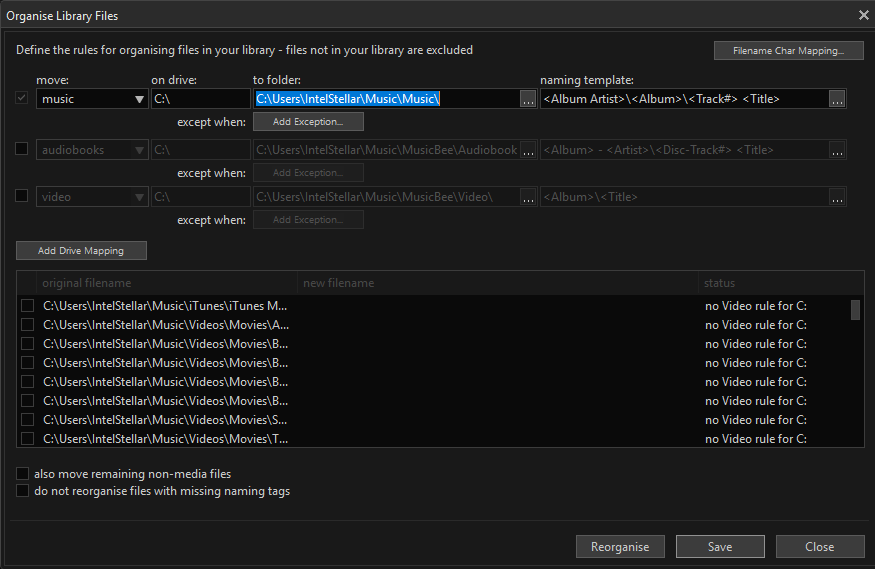 Organise Library Files
Define the rules for organising files in your library - files not in your library are excluded
Filename Char Mapping...
move: on drive: to folder: naming template:
music C:\ C:\Users\IntelStellar\Music\Music\ ... <Album Artist>\<Album>\<Track#> <Title> ...
except when: Add Exception...
audiobooks C:\ C:\Users\IntelStellar\Music\MusicBee\Audiobook ... <Album> - <Artist>\<Disc-Track#> <Title> ...
except when: Add Exception...
video C:\ C:\Users\IntelStellar\Music\MusicBee\Video\ ... <Album>\<Title> ...
except when: Add Exception...
Add Drive Mapping
original filename new filename status
C:\Users\IntelStellar\Music\iTunes\iTunes M... no Video rule for C:
C:\Users\IntelStellar\Music\Videos\Movies\A... no Video rule for C:
C:\Users\IntelStellar\Music\Videos\Movies\B... no Video rule for C:
C:\Users\IntelStellar\Music\Videos\Movies\B... no Video rule for C:
C:\Users\IntelStellar\Music\Videos\Movies\B... no Video rule for C:
C:\Users\IntelStellar\Music\Videos\Movies\B... no Video rule for C:
C:\Users\IntelStellar\Music\Videos\Movies\S... no Video rule for C:
C:\Users\IntelStellar\Music\Videos\Movies\T... no Video rule for C:
also move remaining non-media files
do not reorganise files with missing naming tags
Reorganise Save Close